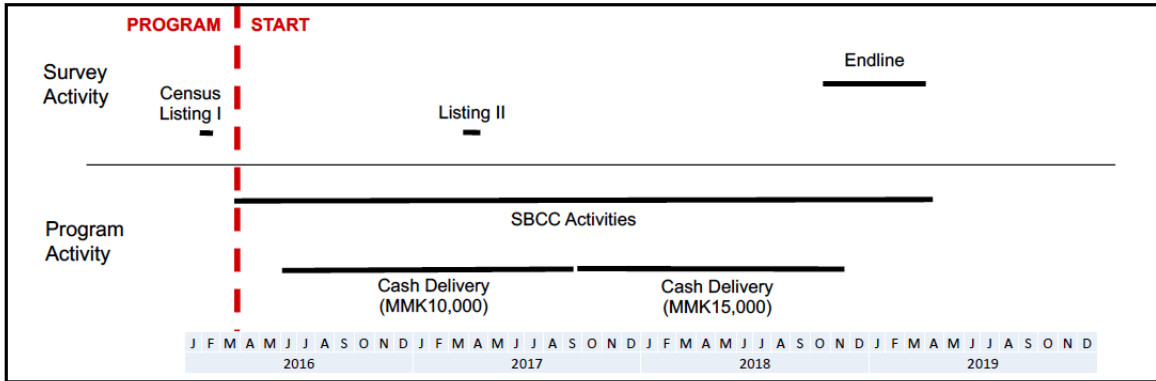 PROGRAM START
Survey
Activity
Census
Listing I
Listing II
Endline
SBCC Activities
Program
Activity
Cash Delivery
(MMK10,000)
Cash Delivery
(MMK15,000)
J F M A M J J A S O N D J F M A M J J A S O N D J F M A M J J A S O N D J F M A M J J A S O N D
2016 2017 2018 2019